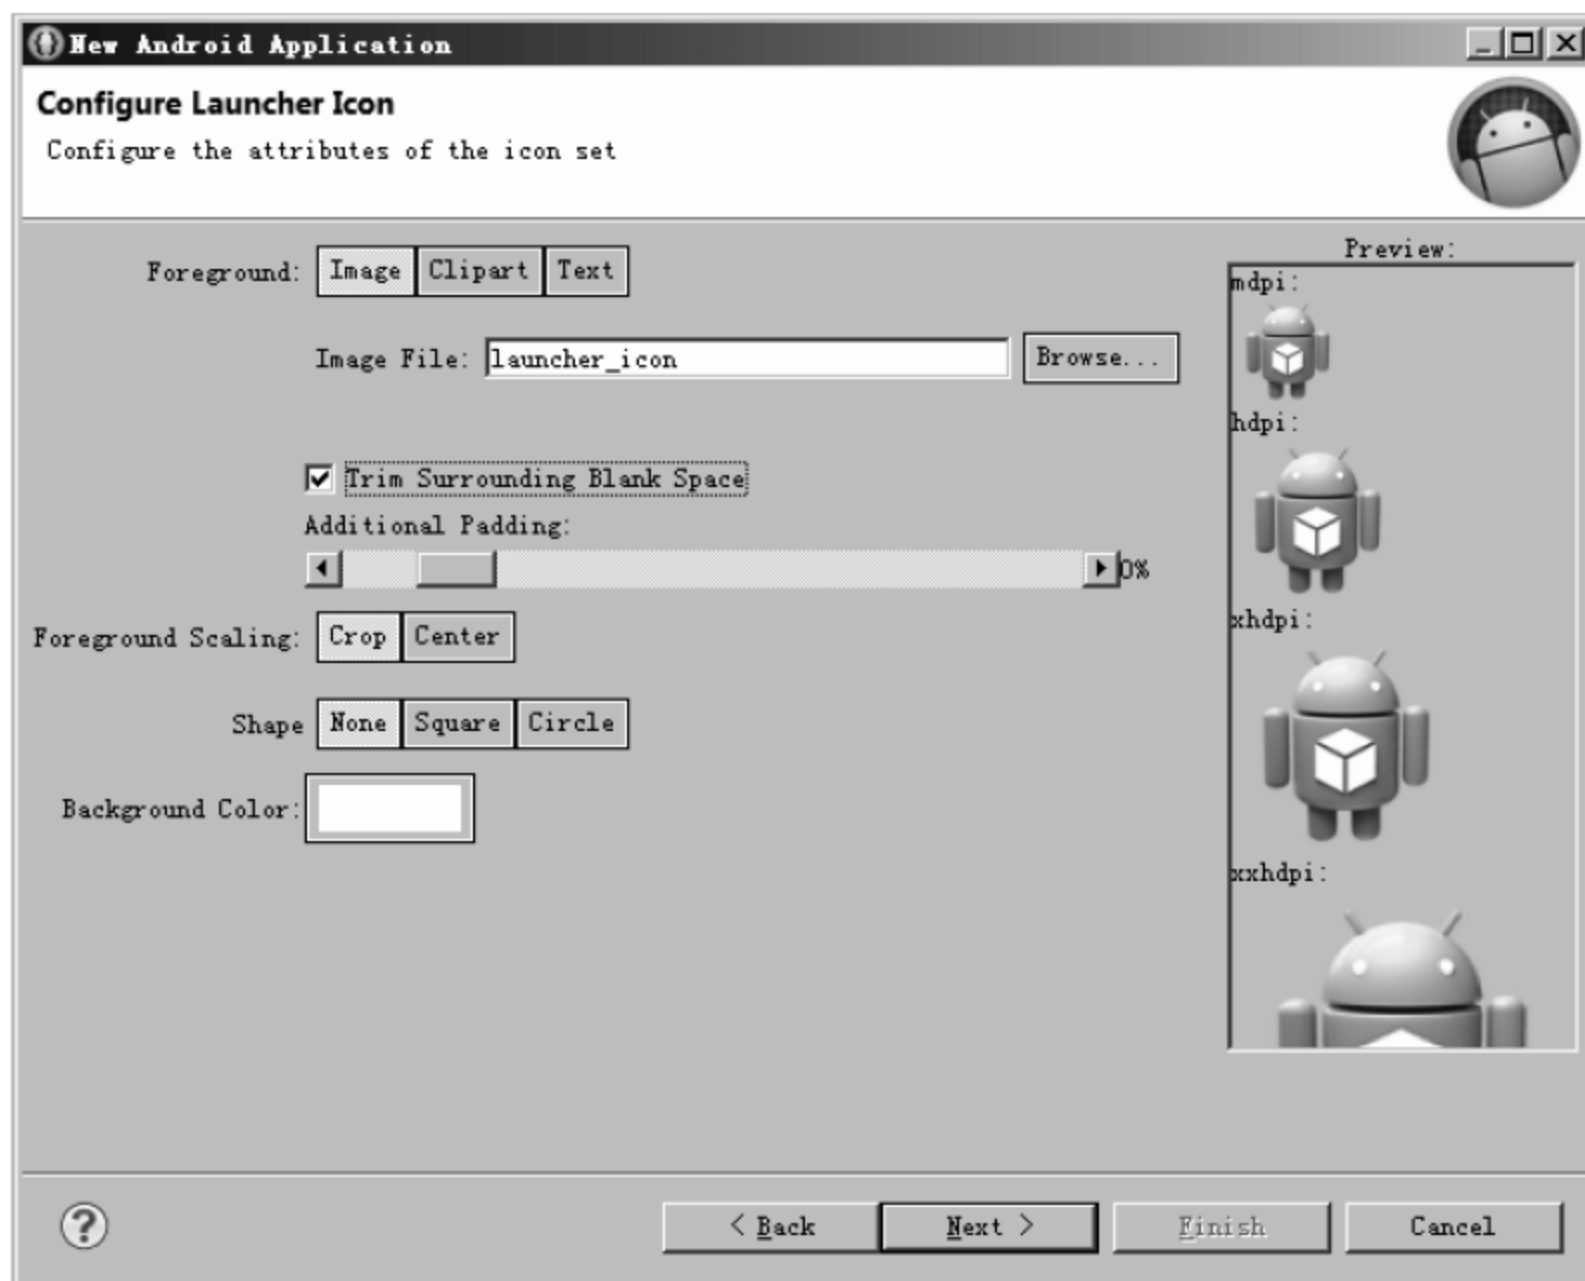 New Android Application
Configure Launcher Icon
Configure the attributes of the icon set
Foreground: Image Clipart Text
Image File: launcher_icon Browse...
Trim Surrounding Blank Space
Additional Padding:
0%
Foreground Scaling: Crop Center
Shape None Square Circle
Background Color:
Preview:
mdpi:
hdpi:
xhdpi:
xxhdpi:
?
< Back Next > Finish Cancel